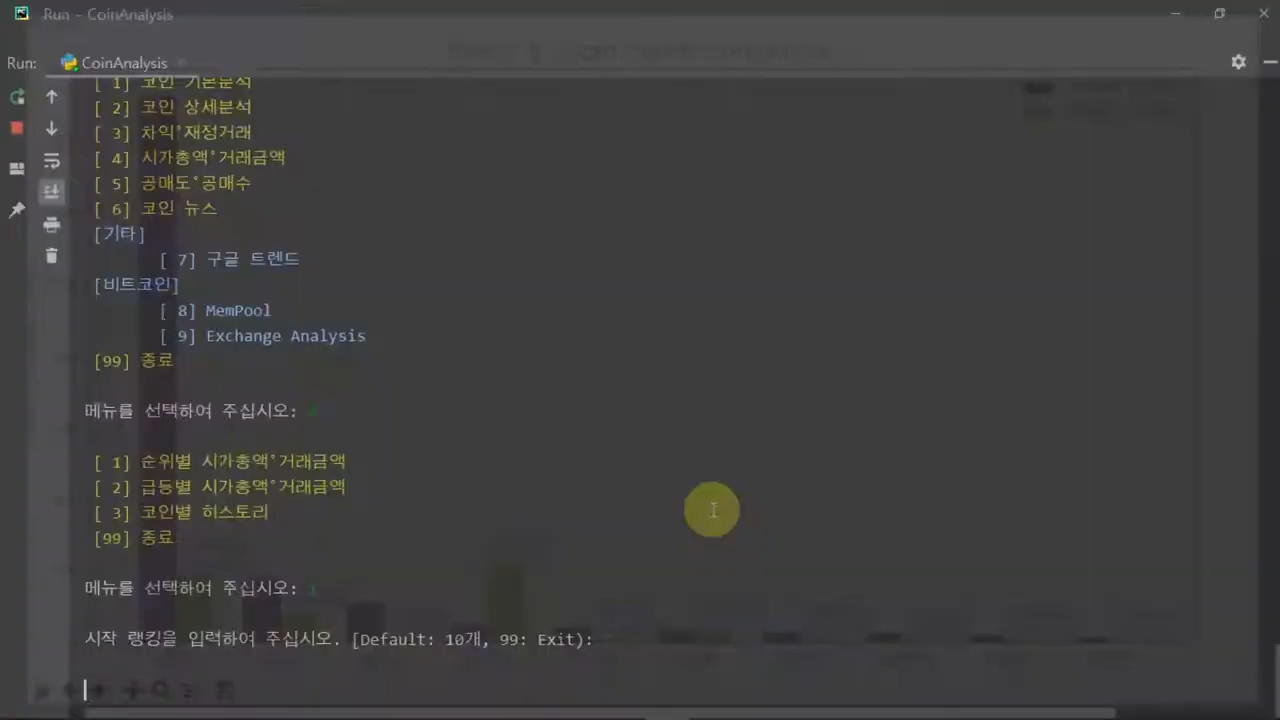 Run - CoinAnalysis
Run: CoinAnalysis
[ 1] 코인 기본분석
[ 2] 코인 상세분석
[ 3] 차익°재정거래
[ 4] 시가총액°거래금액
[ 5] 공매도°공매수
[ 6] 코인 뉴스
[기타]
[ 7] 구글 트렌드
[비트코인]
[ 8] MemPool
[ 9] Exchange Analysis
[99] 종료
메뉴를 선택하여 주십시오:
[ 1] 순위별 시가총액°거래금액
[ 2] 급등별 시가총액°거래금액
[ 3] 코인별 히스토리
[99] 종료
메뉴를 선택하여 주십시오:
시작 랭킹을 입력하여 주십시오. [Default: 10개, 99: Exit):